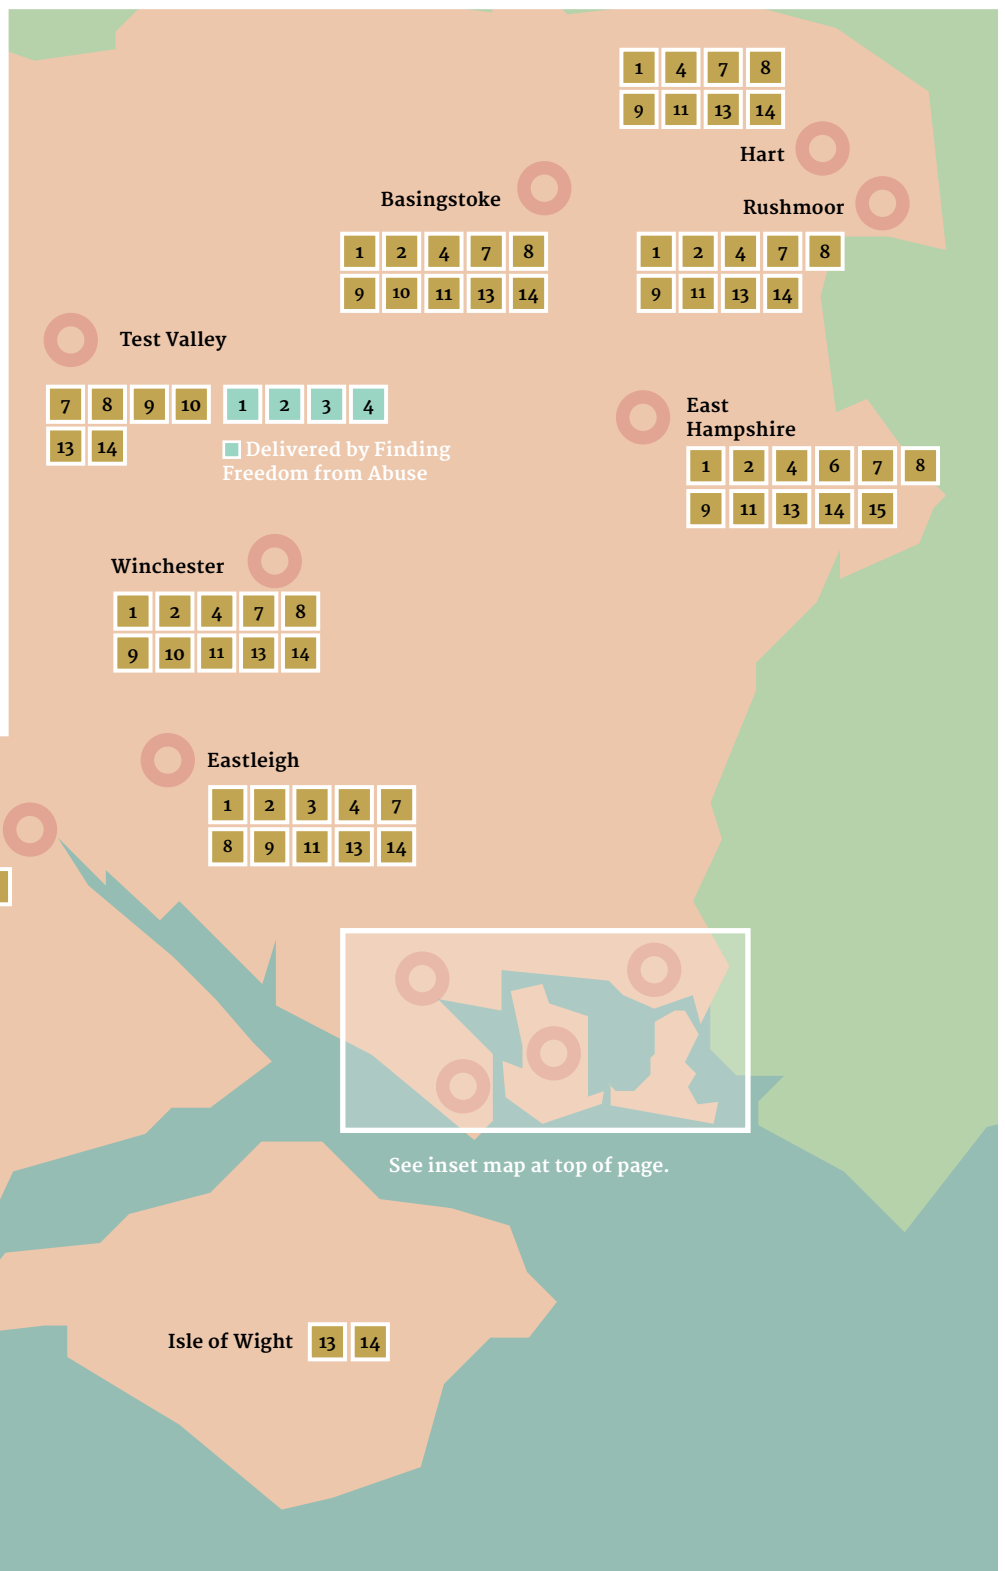 1 4 7 8
9 11 13 14
Hart
Basingstoke
Rushmoor
1 2 4 7 8
9 10 11 13 14
1 2 4 7 8
9 11 13 14
Test Valley
7 8 9 10
13 14
1 2 3 4
Delivered by Finding
Freedom from Abuse
East
Hampshire
1 2 4 6 7 8
9 11 13 14 15
Winchester
1 2 4 7 8
9 10 11 13 14
Eastleigh
1 2 3 4 7
8 9 11 13 14
See inset map at top of page.
Isle of Wight
13 14